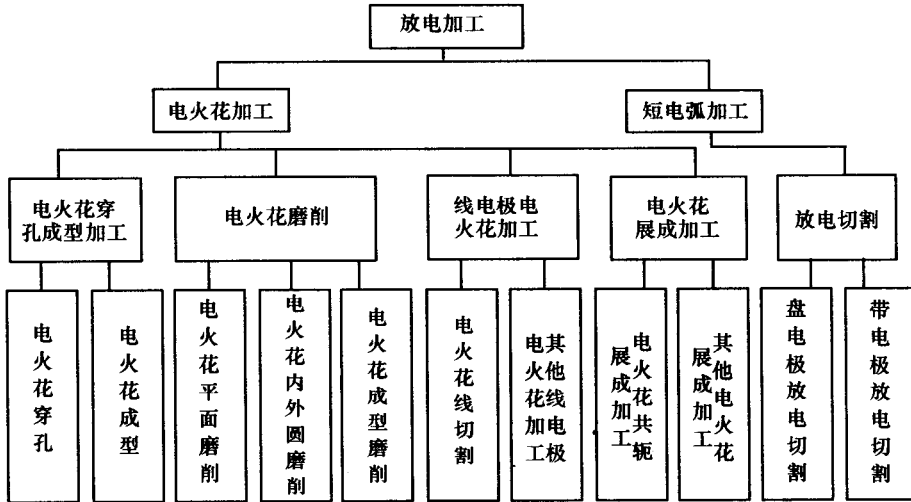 放电加工
电火花加工
短电弧加工
电火花穿
孔成型加工
电火花磨削
线电极电
火花加工
电火花
展成加工
放电切割
电火花穿孔
电火花成型
电火花平面磨削
电火花内外圆磨削
电火花成型磨削
电火花线切割
其他线电极
电火花加工
电火花共轭
展成加工
其他电火花
展成加工
盘电极放电切割
带电极放电切割